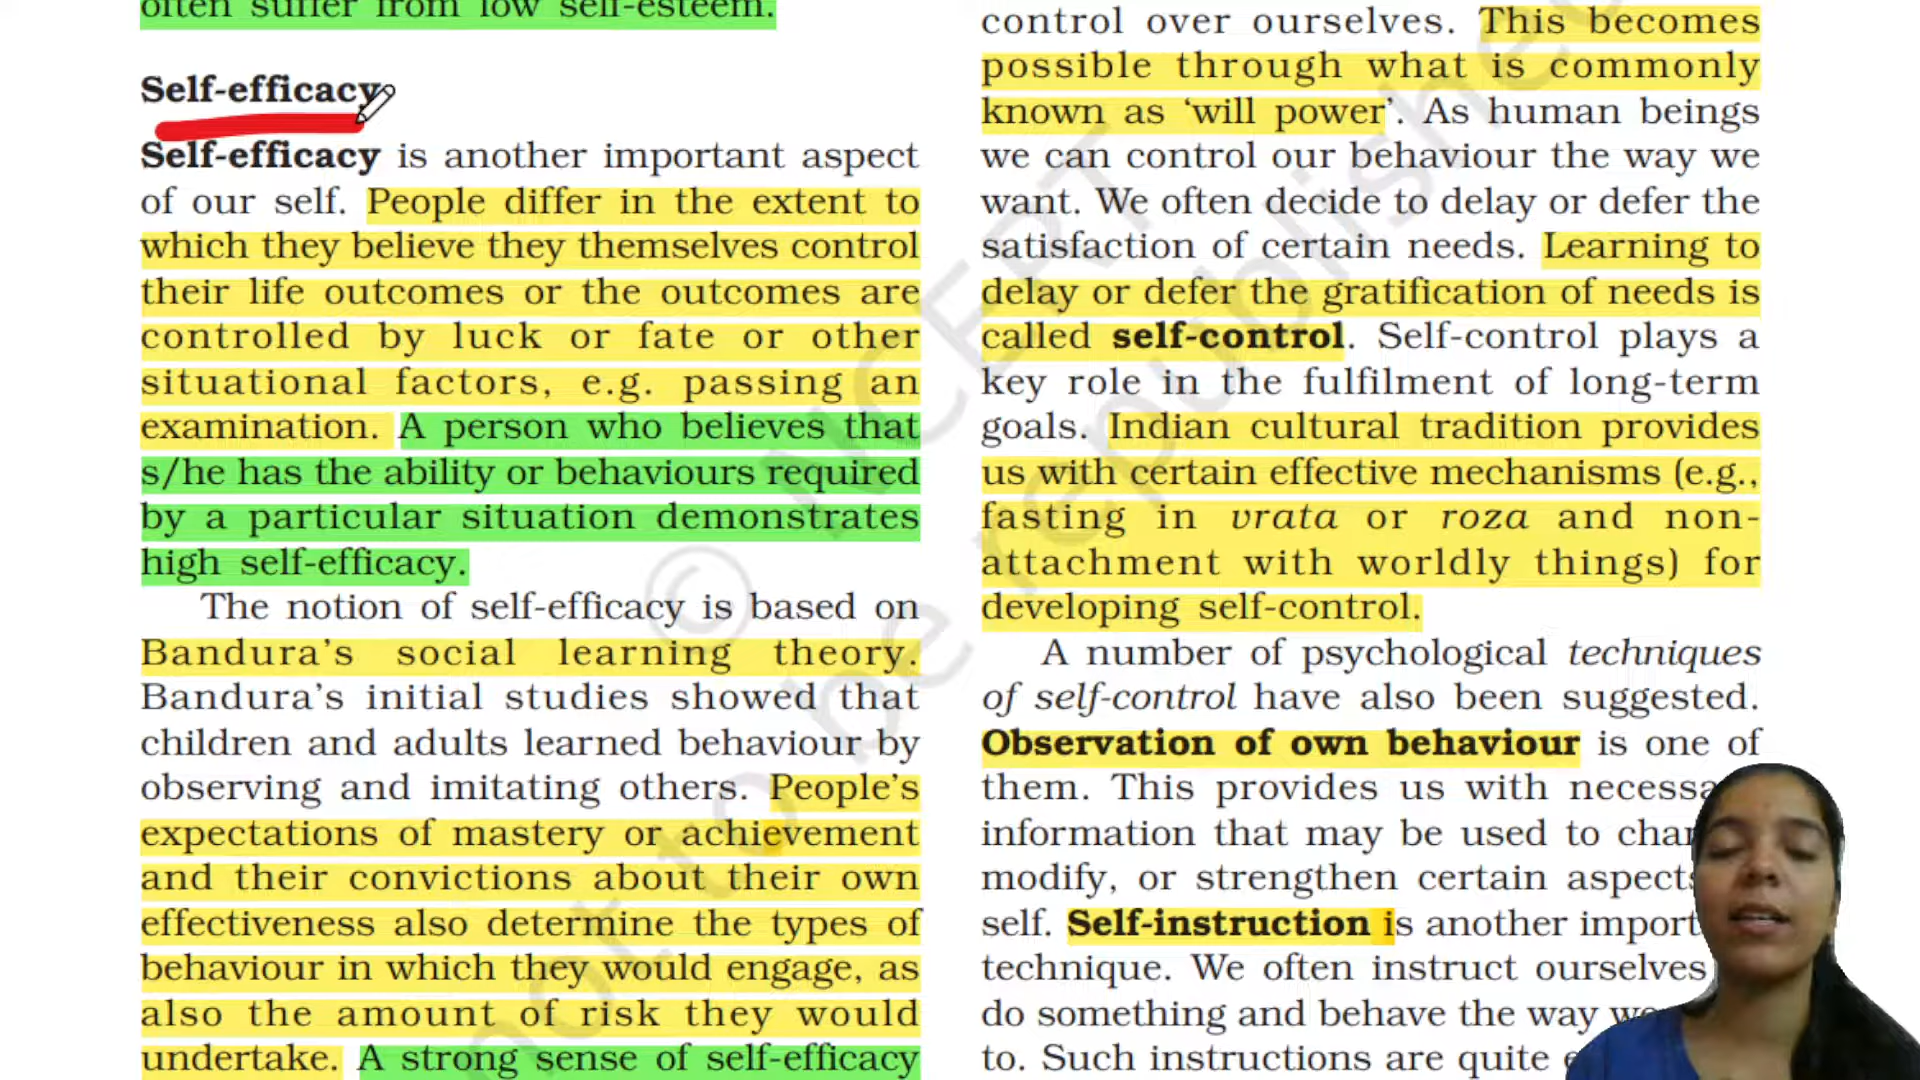 often suffer from low self-esteem.
Self-efficacy
Self-efficacy is another important aspect
of our self. People differ in the extent to
which they believe they themselves control
their life outcomes or the outcomes are
controlled by luck or fate or other
situational factors, e.g. passing an
examination. A person who believes that
s/he has the ability or behaviours required
by a particular situation demonstrates
high self-efficacy.
The notion of self-efficacy is based on
Bandura’s social learning theory.
Bandura’s initial studies showed that
children and adults learned behaviour by
observing and imitating others. People’s
expectations of mastery or achievement
and their convictions about their own
effectiveness also determine the types of
behaviour in which they would engage, as
also the amount of risk they would
undertake. A strong sense of self-efficacy
control over ourselves. This becomes
possible through what is commonly
known as ‘will power’. As human beings
we can control our behaviour the way we
want. We often decide to delay or defer the
satisfaction of certain needs. Learning to
delay or defer the gratification of needs is
called self-control. Self-control plays a
key role in the fulfilment of long-term
goals. Indian cultural tradition provides
us with certain effective mechanisms (e.g.,
fasting in vrata or roza and non-
attachment with worldly things) for
developing self-control.
A number of psychological techniques
of self-control have also been suggested.
Observation of own behaviour is one of
them. This provides us with
information that may be used to
modify, or strengthen certain
self. Self-instruction is another
technique. We often instruct ourselves
do something and behave the way
to. Such instructions are quite
© NCERT
not to be republished